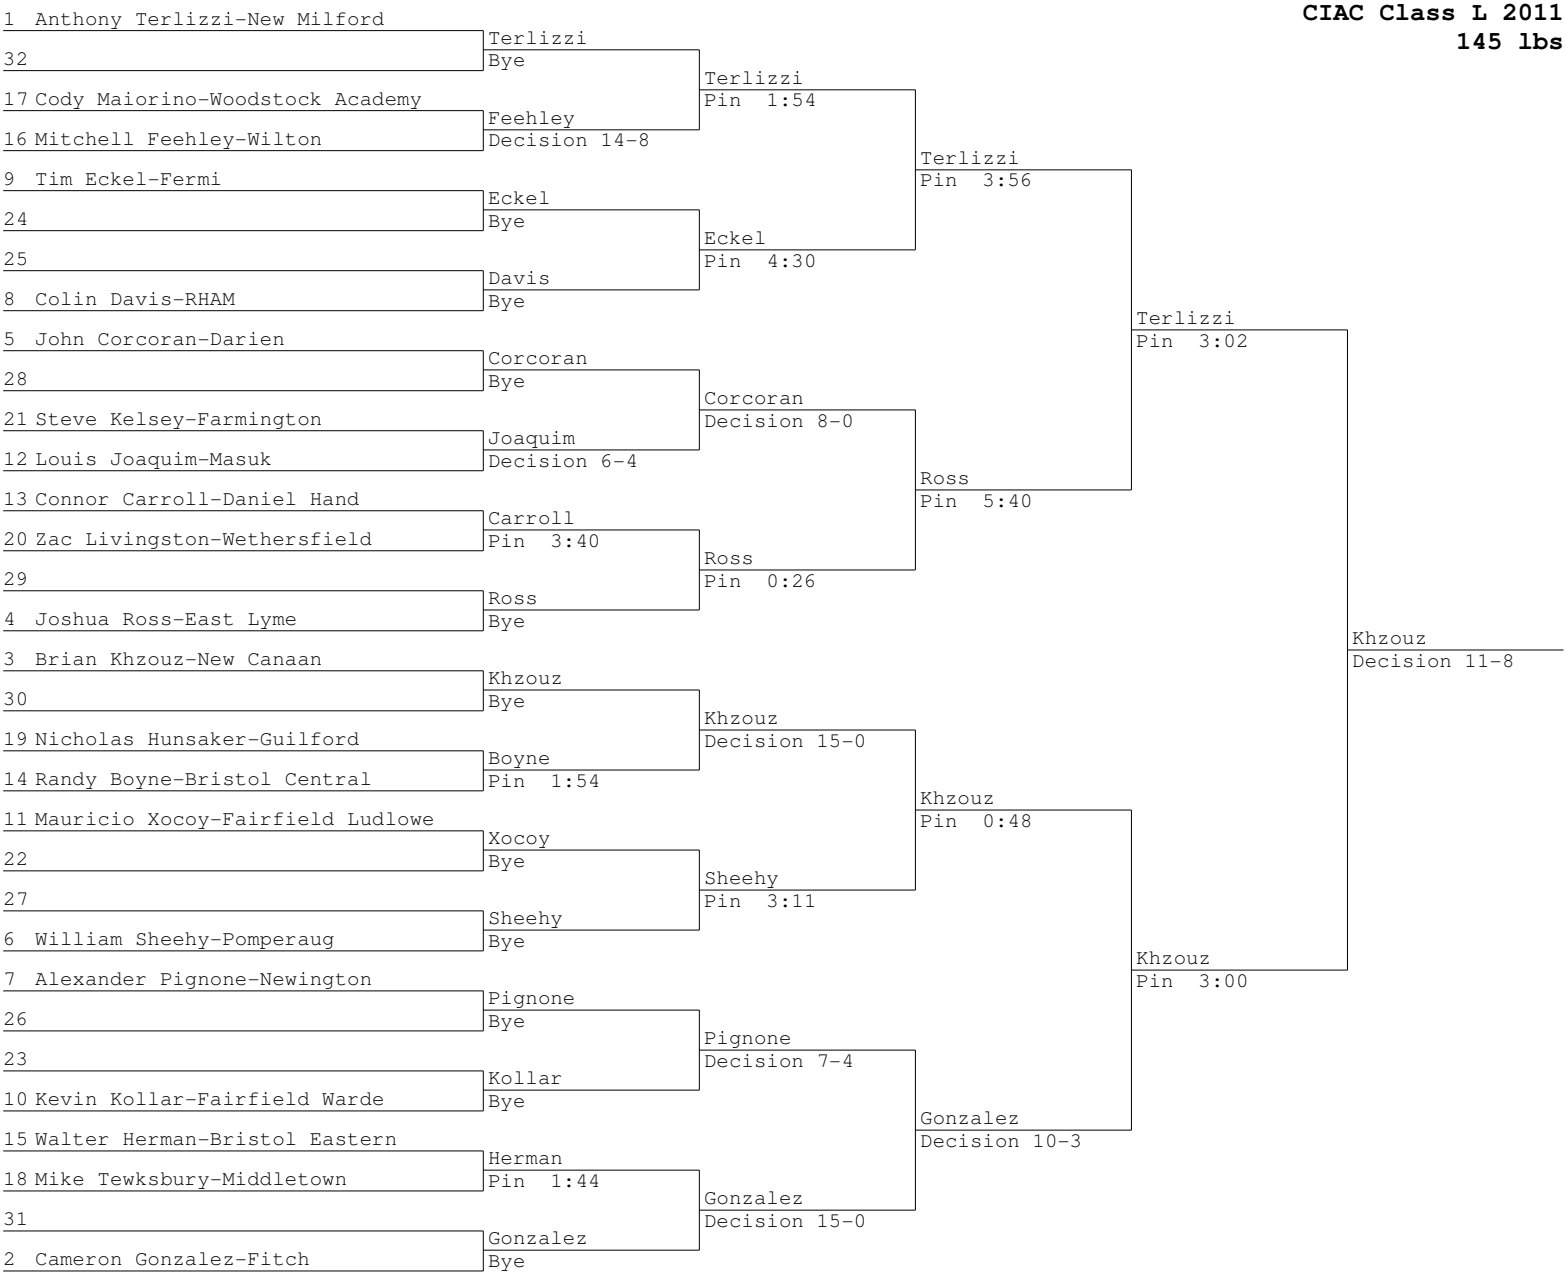 CIAC Class L 2011
145 lbs
1 Anthony Terlizzi-New Milford
32
17 Cody Maiorino-Woodstock Academy
16 Mitchell Feehley-Wilton
9 Tim Eckel-Fermi
24
25
8 Colin Davis-RHAM
5 John Corcoran-Darien
28
21 Steve Kelsey-Farmington
12 Louis Joaquim-Masuk
13 Connor Carroll-Daniel Hand
20 Zac Livingston-Wethersfield
29
4 Joshua Ross-East Lyme
3 Brian Khzouz-New Canaan
30
19 Nicholas Hunsaker-Guilford
14 Randy Boyne-Bristol Central
11 Mauricio Xocoy-Fairfield Ludlowe
22
27
6 William Sheehy-Pomperaug
7 Alexander Pignone-Newington
26
23
10 Kevin Kollar-Fairfield Warde
15 Walter Herman-Bristol Eastern
18 Mike Tewksbury-Middletown
31
2 Cameron Gonzalez-Fitch
Terlizzi
Bye
Feehley
Decision 14-8
Eckel
Bye
Davis
Bye
Corcoran
Bye
Joaquim
Decision 6-4
Carroll
Pin 3:40
Ross
Bye
Khzouz
Bye
Boyne
Pin 1:54
Xocoy
Bye
Sheehy
Bye
Pignone
Bye
Kollar
Bye
Herman
Pin 1:44
Gonzalez
Bye
Terlizzi
Pin 1:54
Eckel
Pin 4:30
Corcoran
Decision 8-0
Ross
Pin 0:26
Khzouz
Decision 15-0
Sheehy
Pin 3:11
Pignone
Decision 7-4
Gonzalez
Decision 15-0
Terlizzi
Pin 3:56
Ross
Pin 5:40
Khzouz
Pin 0:48
Gonzalez
Decision 10-3
Terlizzi
Pin 3:02
Khzouz
Pin 3:00
Khzouz
Decision 11-8